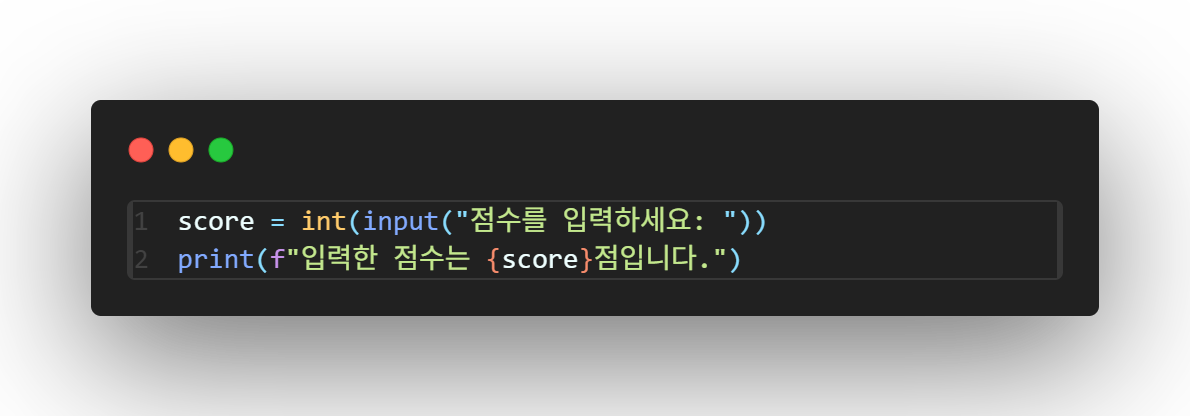 1 score = int(input("점수를 입력하세요: "))
2 print(f"입력한 점수는 {score}점입니다.")